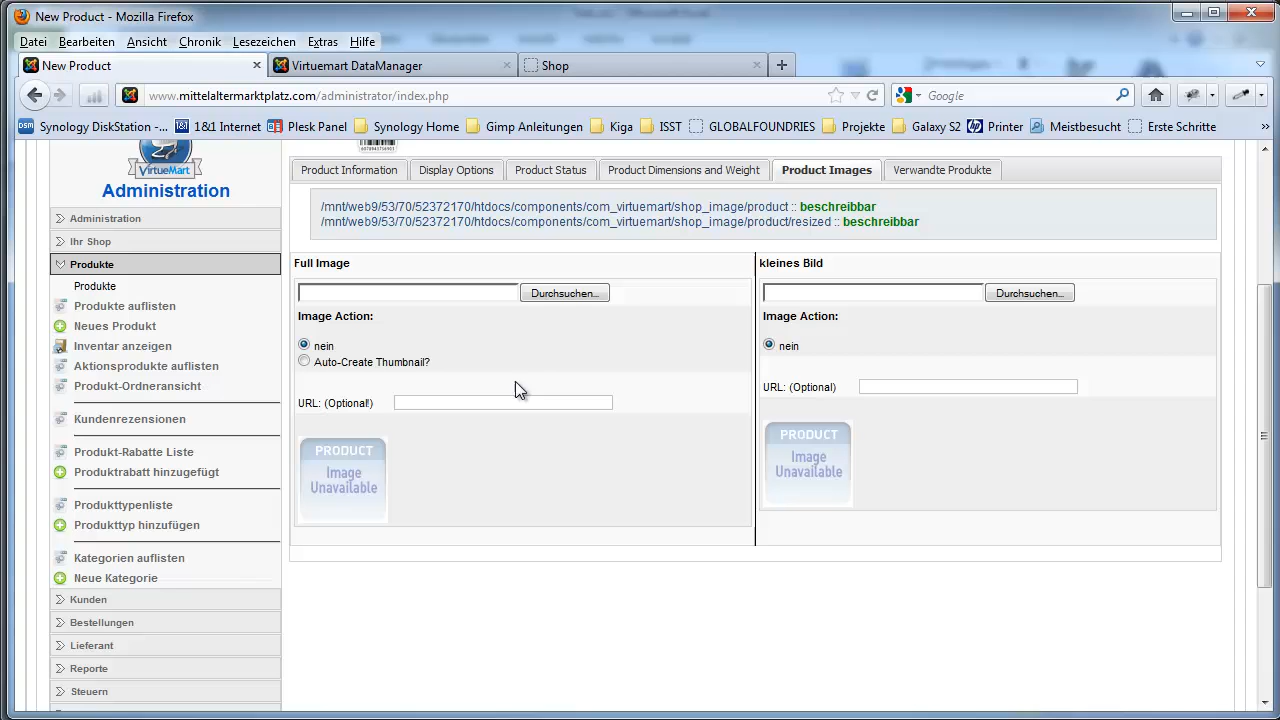 New Product - Mozilla Firefox
Datei Bearbeiten Ansicht Chronik Lesezeichen Extras Hilfe
New Product Virtuemart DataManager Shop
www.mittelaltermarktplatz.com/administrator/index.php Google
Synology DiskStation -... 1&1 Internet Plesk Panel Synology Home Gimp Anleitungen Kiga ISST GLOBALFOUNDRIES Projekte Galaxy S2 Printer Meistbesucht Erste Schritte
VirtueMart
Administration
Administration
Ihr Shop
Produkte
Produkte
Produkte auflisten
Neues Produkt
Inventar anzeigen
Aktionsprodukte auflisten
Produkt-Ordneransicht
Kundenrezensionen
Produkt-Rabatte Liste
Produktrabatt hinzugefügt
Produkttypenliste
Produkttyp hinzufügen
Kategorien auflisten
Neue Kategorie
Kunden
Bestellungen
Lieferant
Reporte
Steuern
Product Information Display Options Product Status Product Dimensions and Weight Product Images Verwandte Produkte
/mnt/web9/53/70/52372170/htdocs/components/com_virtuemart/shop_image/product :: beschreibbar
/mnt/web9/53/70/52372170/htdocs/components/com_virtuemart/shop_image/product/resized :: beschreibbar
Full Image
Durchsuchen...
Image Action:
nein
Auto-Create Thumbnail?
URL: (Optional!)
PRODUCT
Image
Unavailable
kleines Bild
Durchsuchen...
Image Action:
nein
URL: (Optional)
PRODUCT
Image
Unavailable